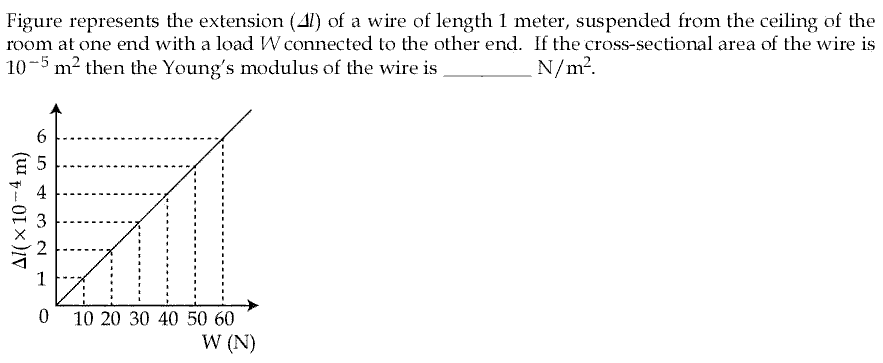 Figure represents the extension (Δl) of a wire of length 1 meter, suspended from the ceiling of the
room at one end with a load W connected to the other end. If the cross-sectional area of the wire is
10⁻⁵ m² then the Young's modulus of the wire is ________ N/m².
Δl(×10⁻⁴ m)
6
5
4
3
2
1
0 10 20 30 40 50 60
W (N)